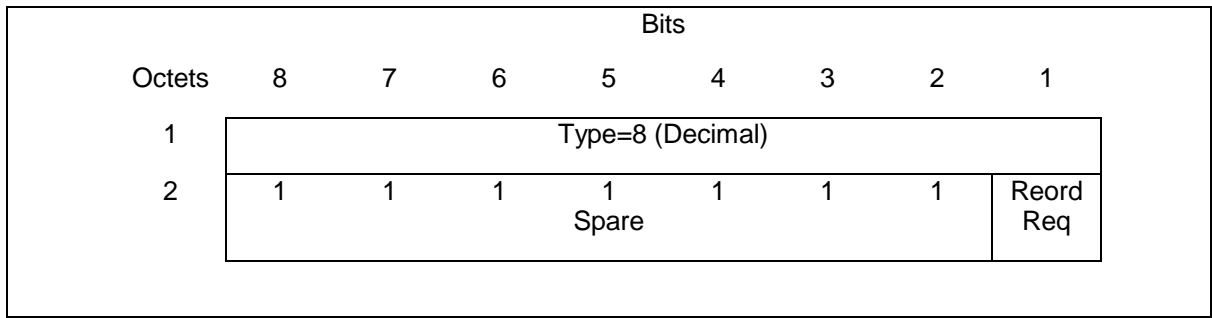 Bits
Octets 8 7 6 5 4 3 2 1
1 Type=8 (Decimal)
2 1 1 1 1 1 1 1 Reord
Spare Req